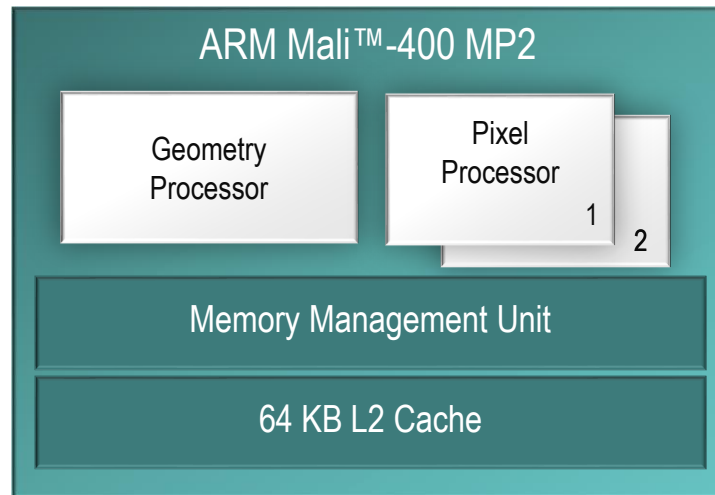 ARM Mali™-400 MP2
Geometry
Processor
Pixel
Processor
1
2
Memory Management Unit
64 KB L2 Cache